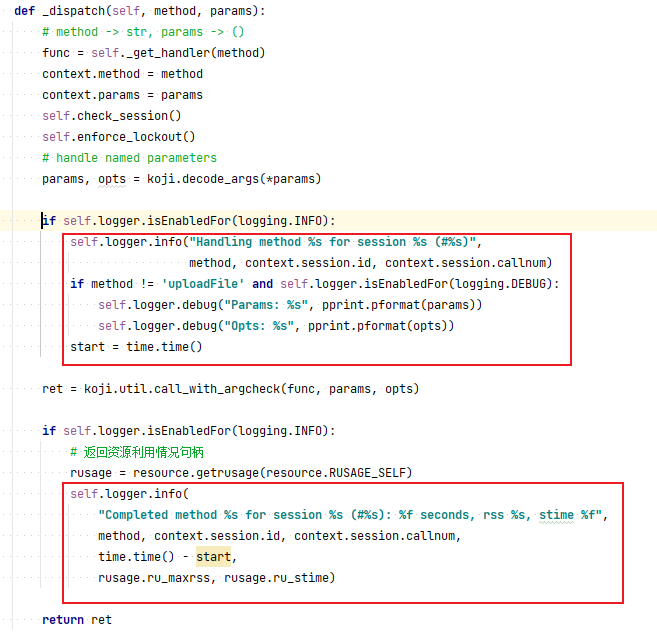 def _dispatch(self, method, params):
    # method -> str, params -> ()
    func = self._get_handler(method)
    context.method = method
    context.params = params
    self.check_session()
    self.enforce_lockout()
    # handle named parameters
    params, opts = koji.decode_args(*params)

    if self.logger.isEnabledFor(logging.INFO):
        self.logger.info("Handling method %s for session %s (#%s)",
                         method, context.session.id, context.session.callnum)
        if method != 'uploadFile' and self.logger.isEnabledFor(logging.DEBUG):
            self.logger.debug("Params: %s", pprint.pformat(params))
            self.logger.debug("Opts: %s", pprint.pformat(opts))
        start = time.time()

    ret = koji.util.call_with_argcheck(func, params, opts)

    if self.logger.isEnabledFor(logging.INFO):
        # 返回资源利用情况句柄
        rusage = resource.getrusage(resource.RUSAGE_SELF)
        self.logger.info(
            "Completed method %s for session %s (#%s): %f seconds, rss %s, stime %f",
            method, context.session.id, context.session.callnum,
            time.time() - start,
            rusage.ru_maxrss, rusage.ru_stime)

    return ret